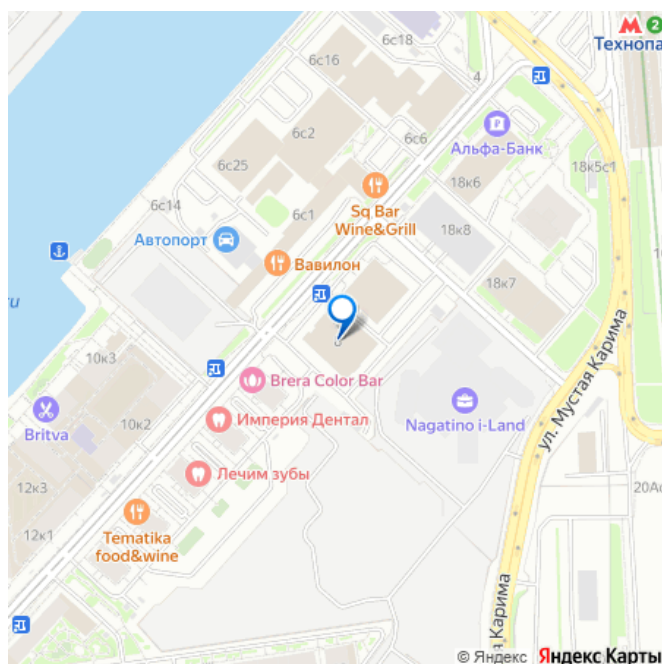 6с18
6с16
М 2
Технопа
4
6с2
6с6
Альфа-Банк
18к5с1
6с25
18к6
6с14
6с1
Sq Bar
Wine&Grill
18к8
Автопорт
Вавилон
18к7
ул. Мустая Карима
10к3
Brera Color Bar
10к2
Britva
Империя Дентал
Nagatino i-Land
Лечим зубы
12к3
20Ас
12к1
Tematika
food&wine
я Карима
© Яндекс Яндекс Карты